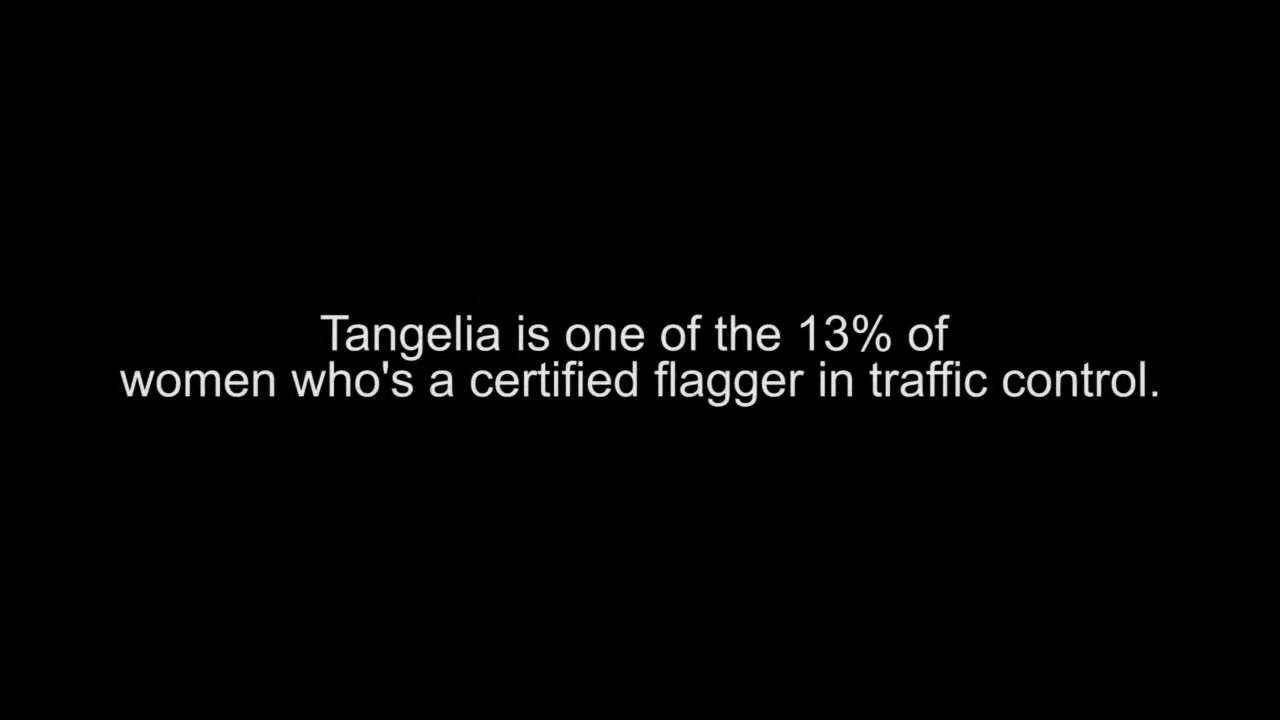 Tangelia is one of the 13% of
women who's a certified flagger in traffic control.